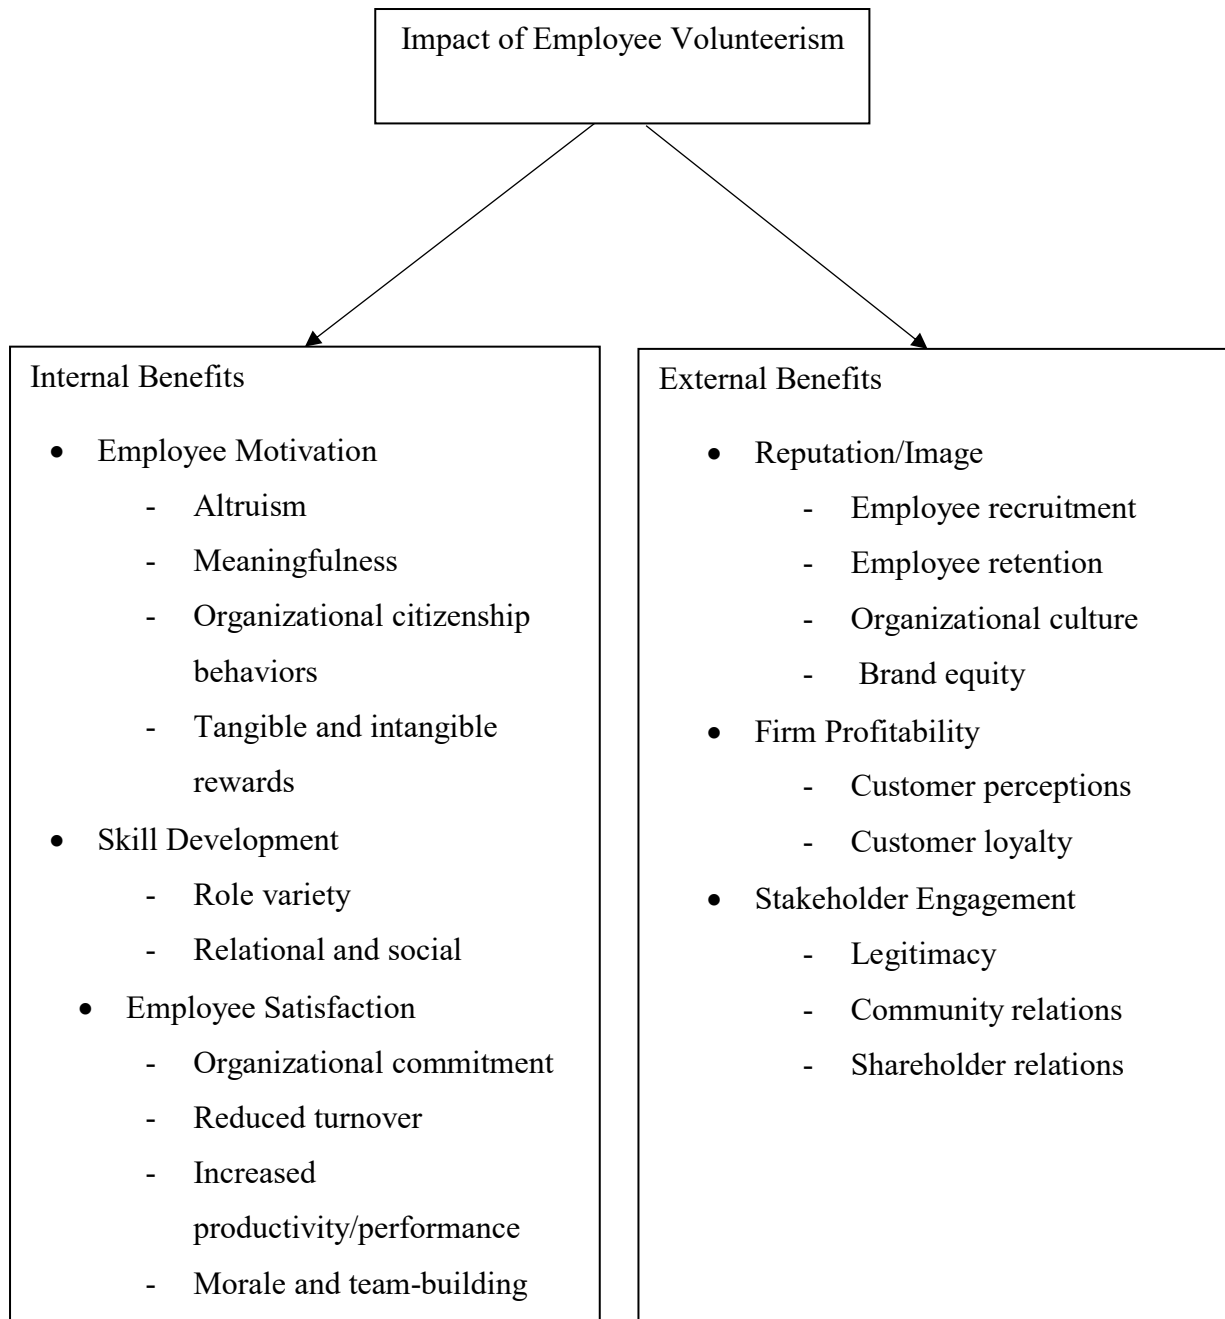 Impact of Employee Volunteerism
Internal Benefits
• Employee Motivation
- Altruism
- Meaningfulness
- Organizational citizenship
behaviors
- Tangible and intangible
rewards
• Skill Development
- Role variety
- Relational and social
• Employee Satisfaction
- Organizational commitment
- Reduced turnover
- Increased
productivity/performance
- Morale and team-building
External Benefits
• Reputation/Image
- Employee recruitment
- Employee retention
- Organizational culture
- Brand equity
• Firm Profitability
- Customer perceptions
- Customer loyalty
• Stakeholder Engagement
- Legitimacy
- Community relations
- Shareholder relations